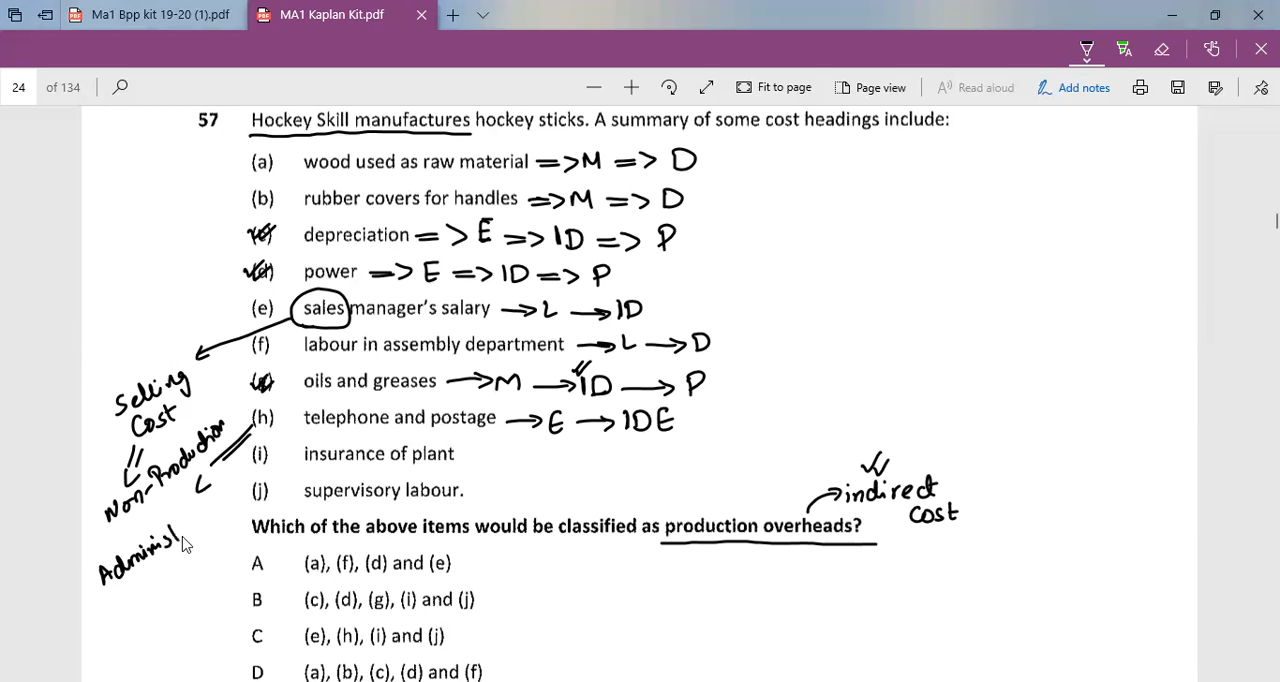 MA1 Bpp kit 19-20 (1).pdf
MA1 Kaplan Kit.pdf
24 of 134
Fit to page
Page view
Read aloud
Add notes
57 Hockey Skill manufactures hockey sticks. A summary of some cost headings include:
(a) wood used as raw material => M => D
(b) rubber covers for handles => M => D
(c) depreciation => E => ID => P
(d) power => E => ID => P
(e) sales manager's salary → L → ID
(f) labour in assembly department → L → D
(g) oils and greases → M → ID → P
(h) telephone and postage → E → IDE
(i) insurance of plant
(j) supervisory labour.
Selling
Cost
Non-Production
Administ
indirect
cost
Which of the above items would be classified as production overheads?
A (a), (f), (d) and (e)
B (c), (d), (g), (i) and (j)
C (e), (h), (i) and (j)
D (a), (b), (c), (d) and (f)